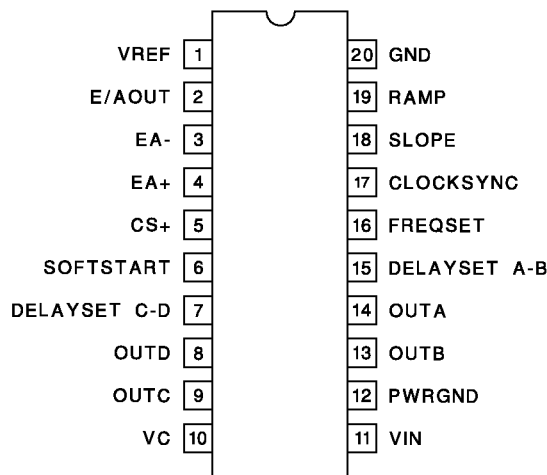 VREF 1 20 GND
E/AOUT 2 19 RAMP
EA- 3 18 SLOPE
EA+ 4 17 CLOCKSYNC
CS+ 5 16 FREQSET
SOFTSTART 6 15 DELAYSET A-B
DELAYSET C-D 7 14 OUTA
OUTD 8 13 OUTB
OUTC 9 12 PWRGND
VC 10 11 VIN